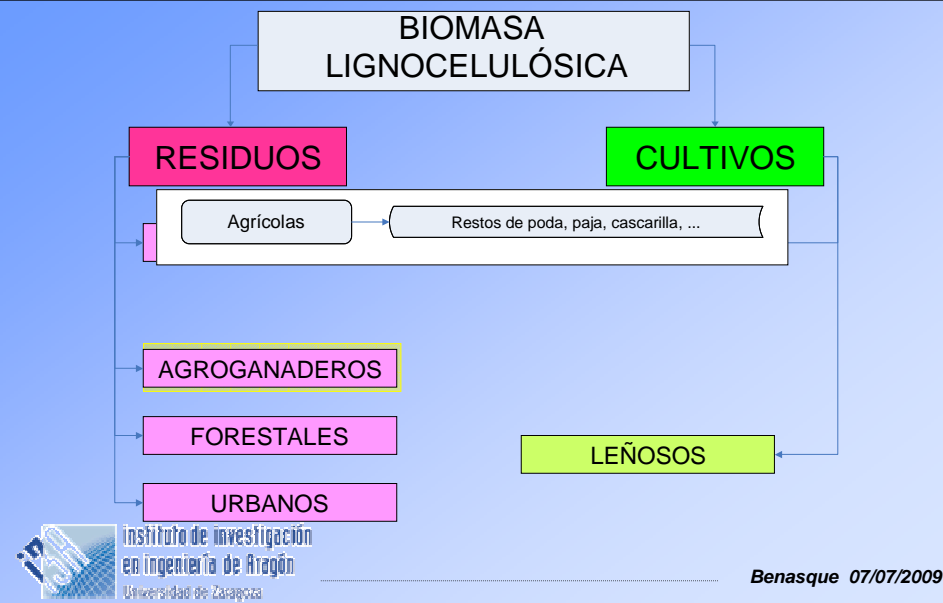 BIOMASA
LIGNOCELULÓSICA
RESIDUOS
CULTIVOS
Agrícolas
Restos de poda, paja, cascarilla, ...
AGROGANADEROS
FORESTALES
LEÑOSOS
URBANOS
instituto de investigación
en ingeniería de Aragón
Universidad de Zaragoza
Benasque 07/07/2009